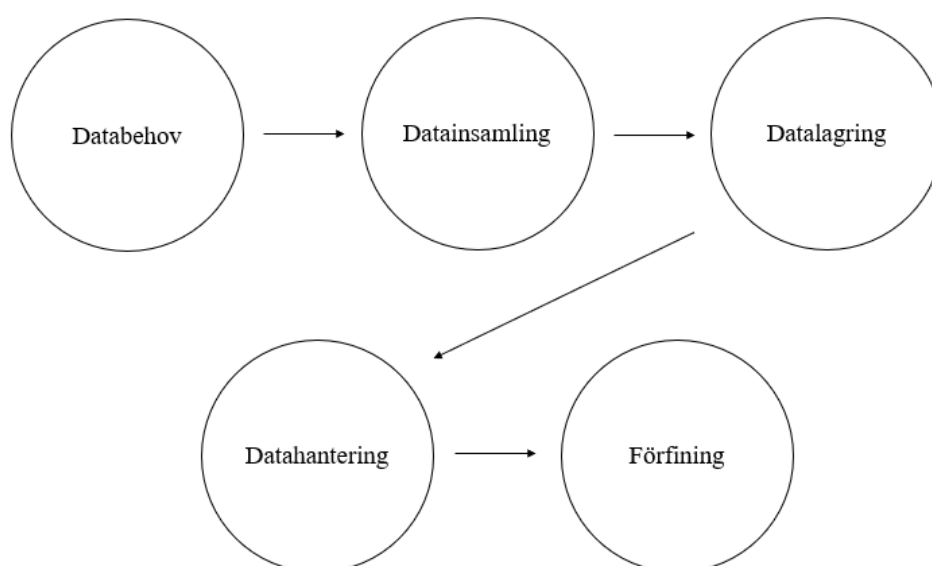 Databehov
Datainsamling
Datalagring
Datahantering
Förfining